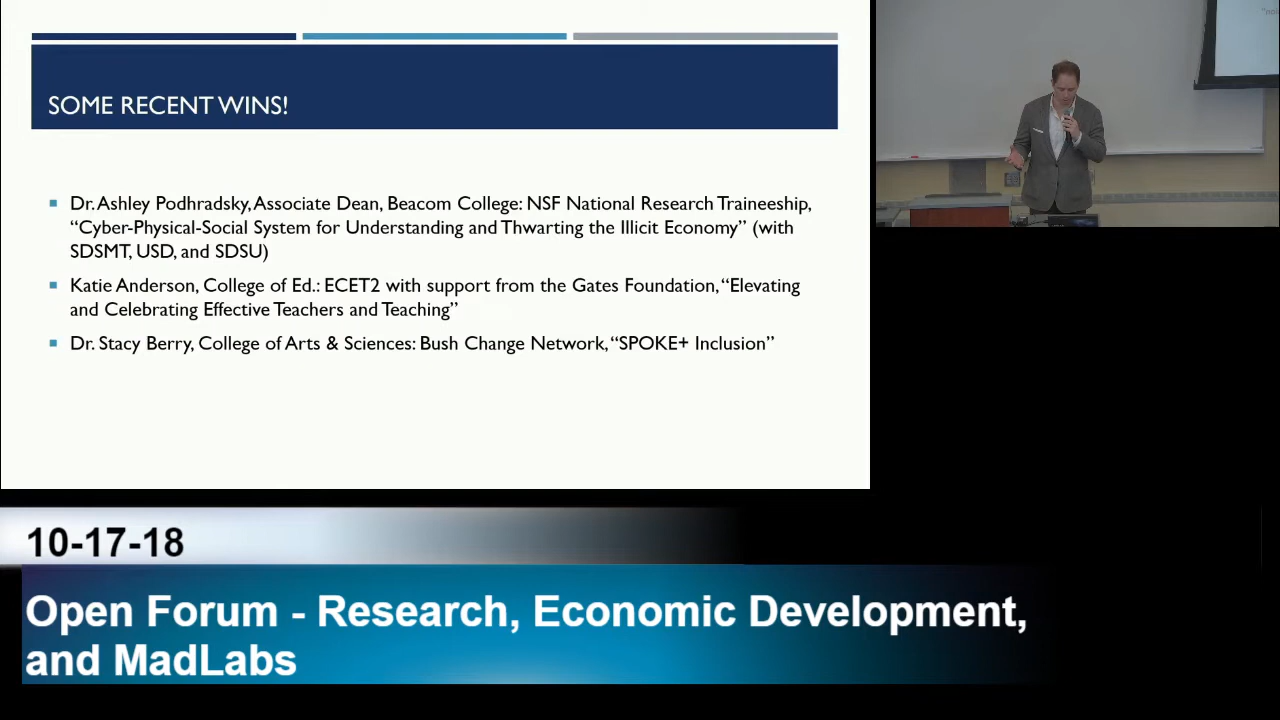 SOME RECENT WINS!
Dr. Ashley Podhradsky, Associate Dean, Beacom College: NSF National Research Traineeship,
“Cyber-Physical-Social System for Understanding and Thwarting the Illicit Economy” (with
SDSMT, USD, and SDSU)
Katie Anderson, College of Ed.: ECET2 with support from the Gates Foundation, “Elevating
and Celebrating Effective Teachers and Teaching”
Dr. Stacy Berry, College of Arts & Sciences: Bush Change Network, “SPOKE+ Inclusion”
10-17-18
Open Forum - Research, Economic Development,
and MadLabs